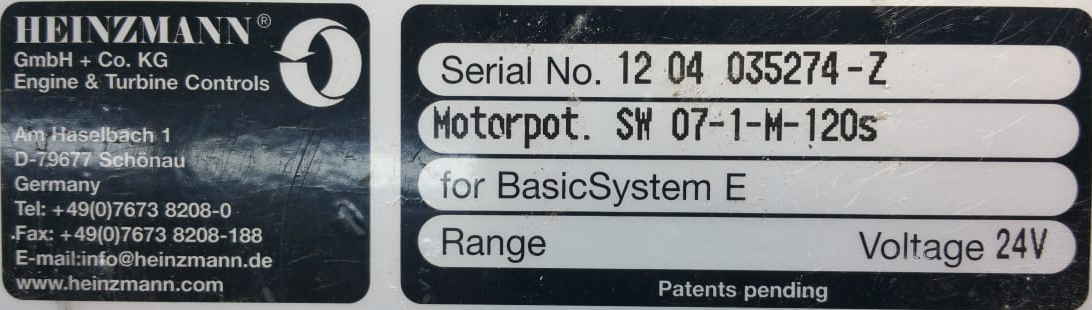 HEINZMANN®
GmbH + Co. KG
Engine & Turbine Controls
Am Haselbach 1
D-79677 Schönau
Germany
Tel: +49(0)7673 8208-0
Fax: +49(0)7673 8208-188
E-mail:info@heinzmann.de
www.heinzmann.com
Serial No. 12 04 035274-Z
Motorpot. SW 07-1-M-120s
for BasicSystem E
Range Voltage 24V
Patents pending